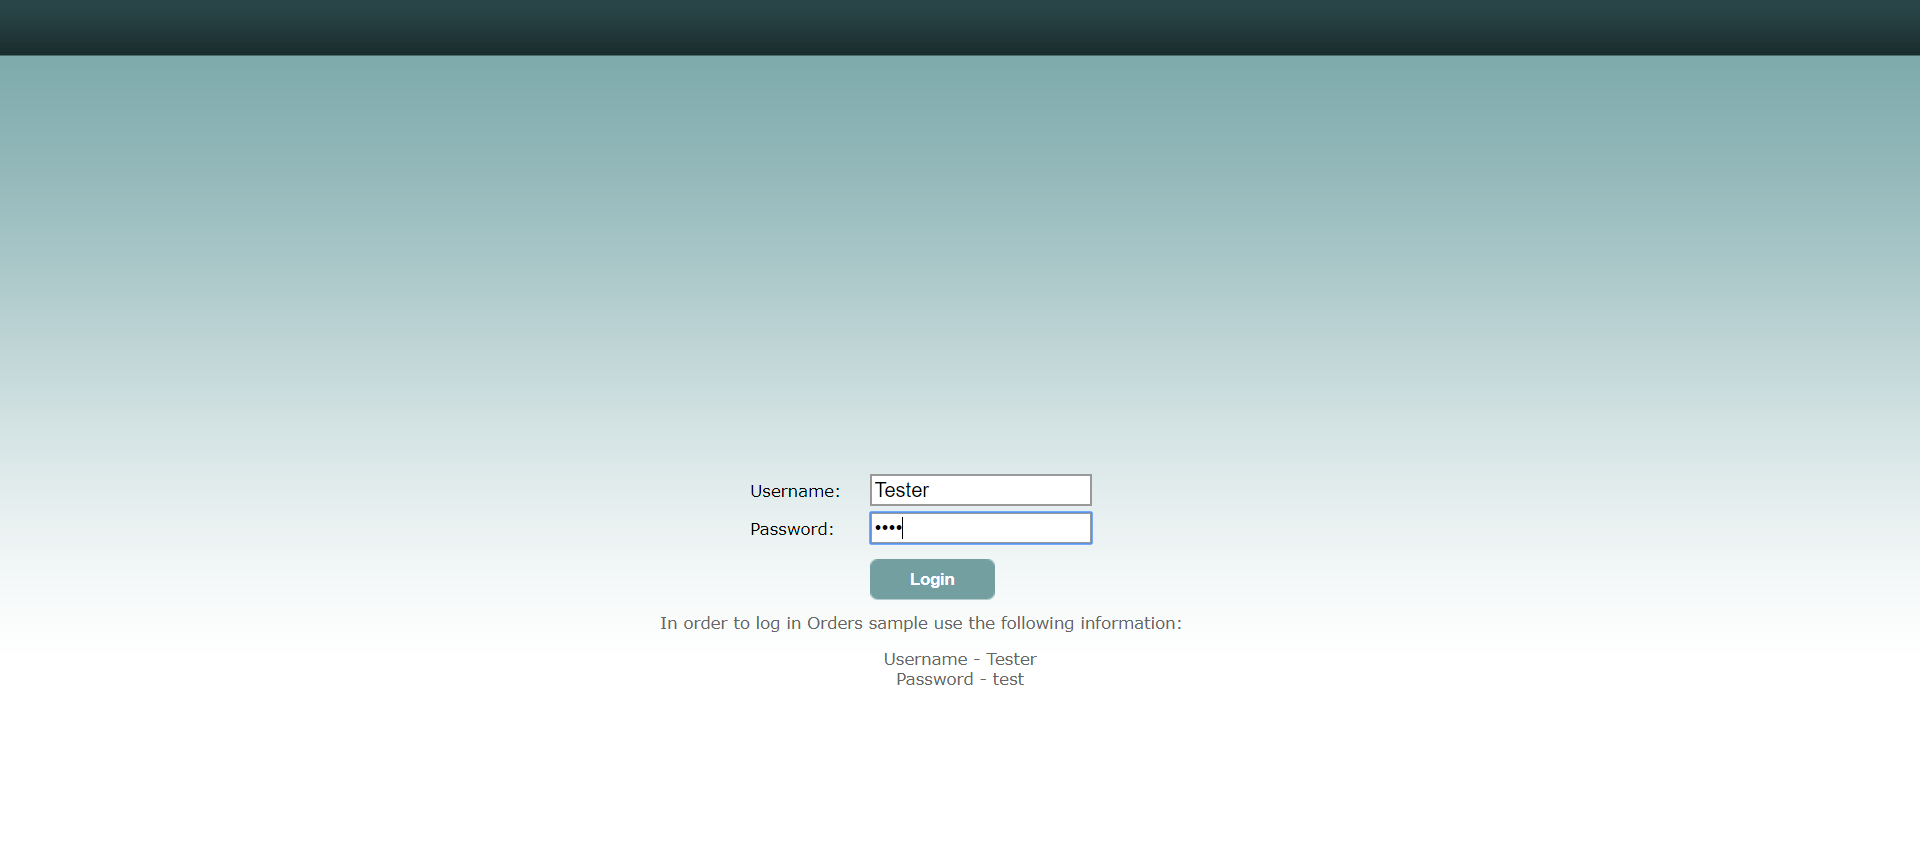 Username: Tester
Password: ••••
Login
In order to log in Orders sample use the following information:
Username - Tester
Password - test